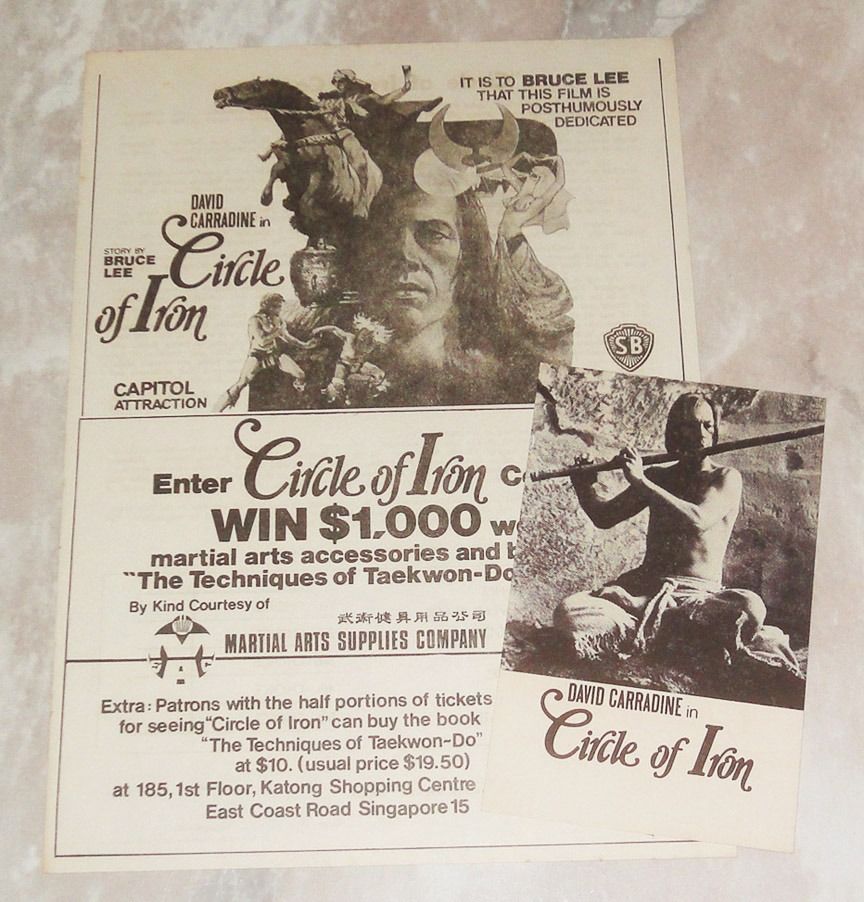 IT IS TO BRUCE LEE
THAT THIS FILM IS
POSTHUMOUSLY
DEDICATED
DAVID
CARRADINE in
STORY BY
BRUCE
LEE
Circle
of Iron
SB
CAPITOL
ATTRACTION
Enter Circle of Iron
WIN $1,000
martial arts accessories and
"The Techniques of Taekwon-Do
By Kind Courtesy of
武術健具用品公司
MARTIAL ARTS SUPPLIES COMPANY
Extra: Patrons with the half portions of tickets
for seeing "Circle of Iron" can buy the book
"The Techniques of Taekwon-Do"
at $10. (usual price $19.50)
at 185, 1st Floor, Katong Shopping Centre
East Coast Road Singapore 15
DAVID CARRADINE in
Circle of Iron